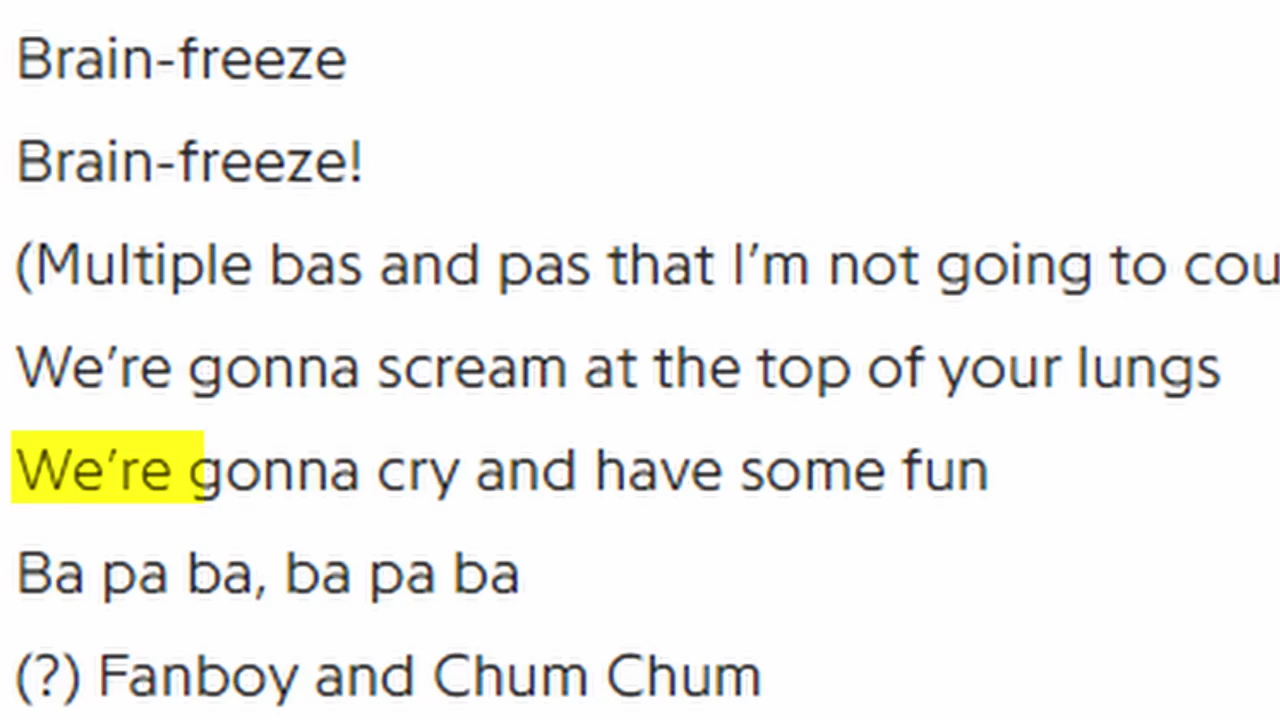 Brain-freeze
Brain-freeze!
(Multiple bas and pas that I’m not going to cou
We’re gonna scream at the top of your lungs
We’re gonna cry and have some fun
Ba pa ba, ba pa ba
(?) Fanboy and Chum Chum